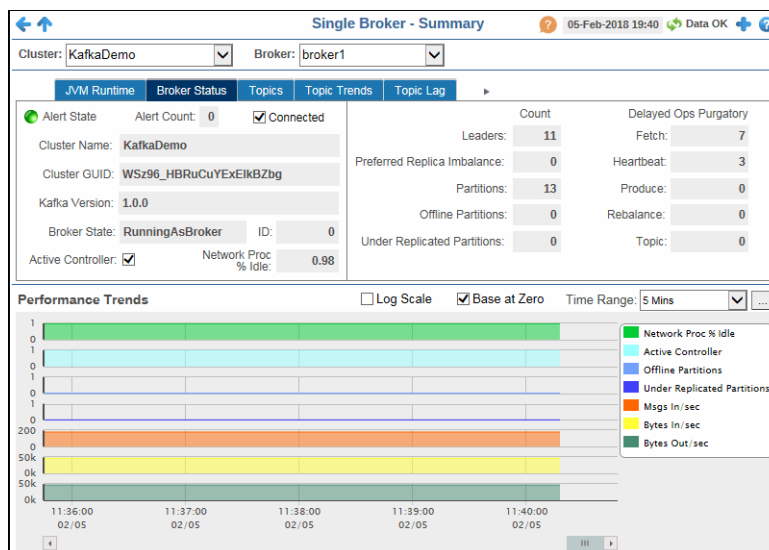 Single Broker - Summary
? 05-Feb-2018 19:40 Data OK ?
Cluster: KafkaDemo Broker: broker1
JVM Runtime Broker Status Topics Topic Trends Topic Lag
Alert State Alert Count: 0 Connected
Cluster Name: KafkaDemo
Cluster GUID: WSz96_HBRuCuYExElkBZbg
Kafka Version: 1.0.0
Broker State: RunningAsBroker ID: 0
Active Controller: Network Proc % Idle: 0.98
Count Delayed Ops Purgatory
Leaders: 11 Fetch: 7
Preferred Replica Imbalance: 0 Heartbeat: 3
Partitions: 13 Produce: 0
Offline Partitions: 0 Rebalance: 0
Under Replicated Partitions: 0 Topic: 0
Performance Trends Log Scale Base at Zero Time Range: 5 Mins ...
1
0
1
0
1
0
1
0
200
0
50k
0k
50k
0k
11:36:00 11:37:00 11:38:00 11:39:00 11:40:00
02/05 02/05 02/05 02/05 02/05
Network Proc % Idle
Active Controller
Offline Partitions
Under Replicated Partitions
Msgs In/sec
Bytes In/sec
Bytes Out/sec